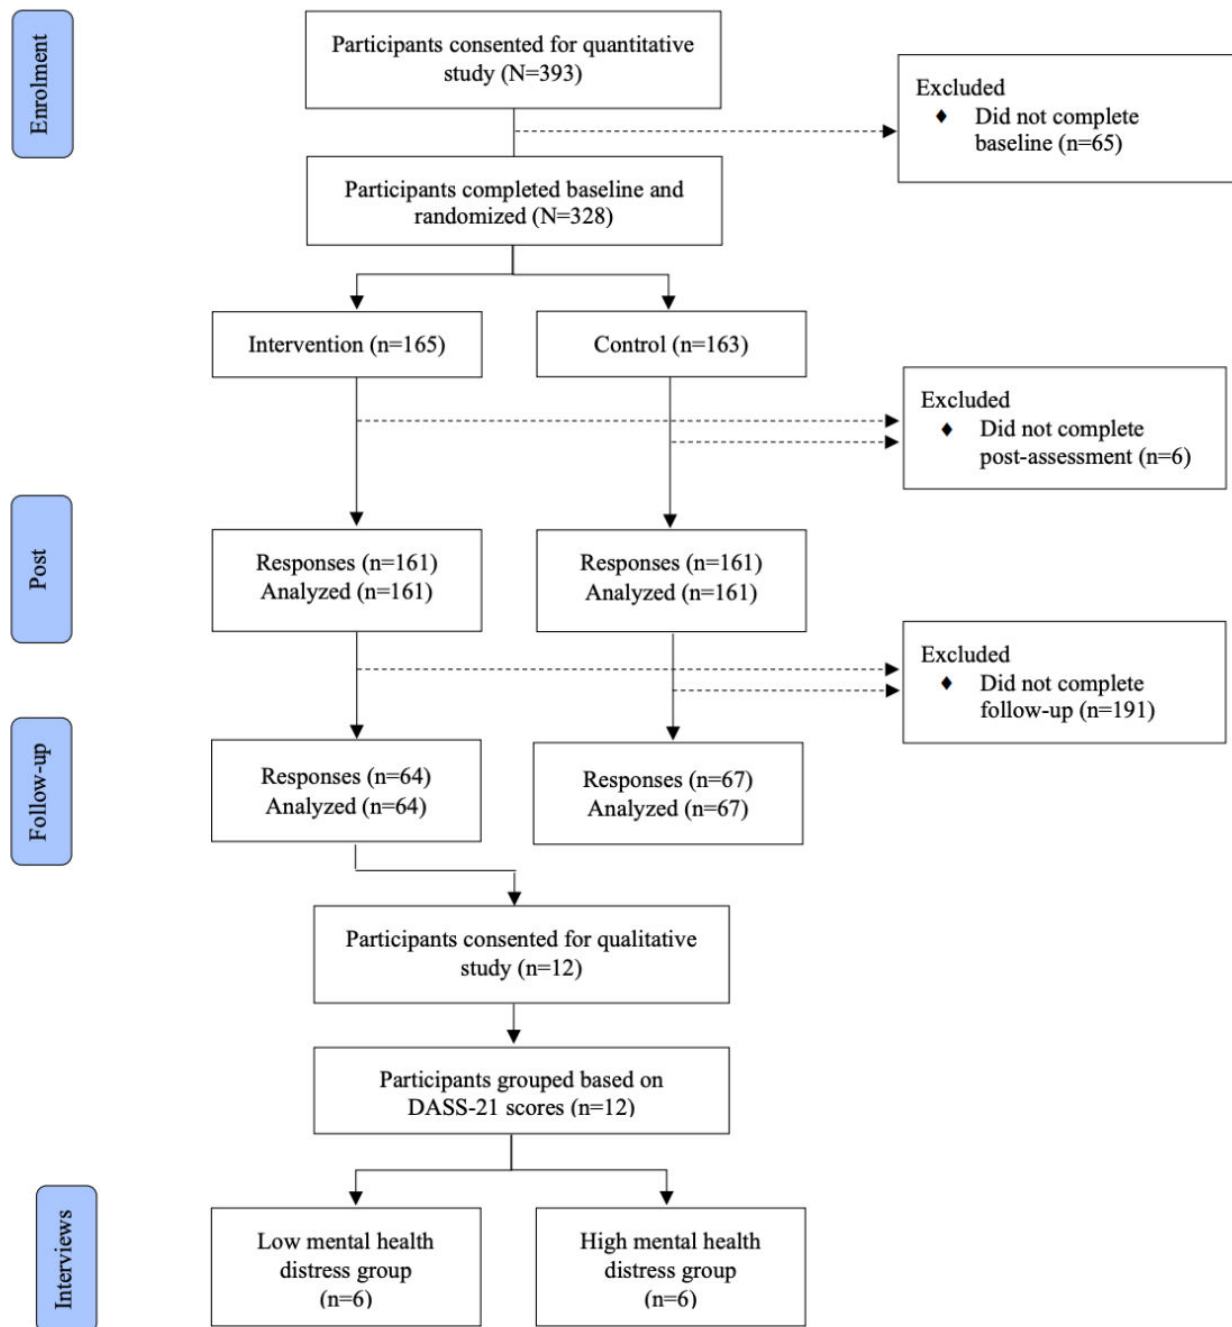 Enrolment
Participants consented for quantitative
study (N=393)
Excluded
♦ Did not complete
baseline (n=65)
Participants completed baseline and
randomized (N=328)
Intervention (n=165)
Control (n=163)
Excluded
♦ Did not complete
post-assessment (n=6)
Post
Responses (n=161)
Analyzed (n=161)
Responses (n=161)
Analyzed (n=161)
Excluded
♦ Did not complete
follow-up (n=191)
Follow-up
Responses (n=64)
Analyzed (n=64)
Responses (n=67)
Analyzed (n=67)
Participants consented for qualitative
study (n=12)
Participants grouped based on
DASS-21 scores (n=12)
Interviews
Low mental health
distress group
(n=6)
High mental health
distress group
(n=6)